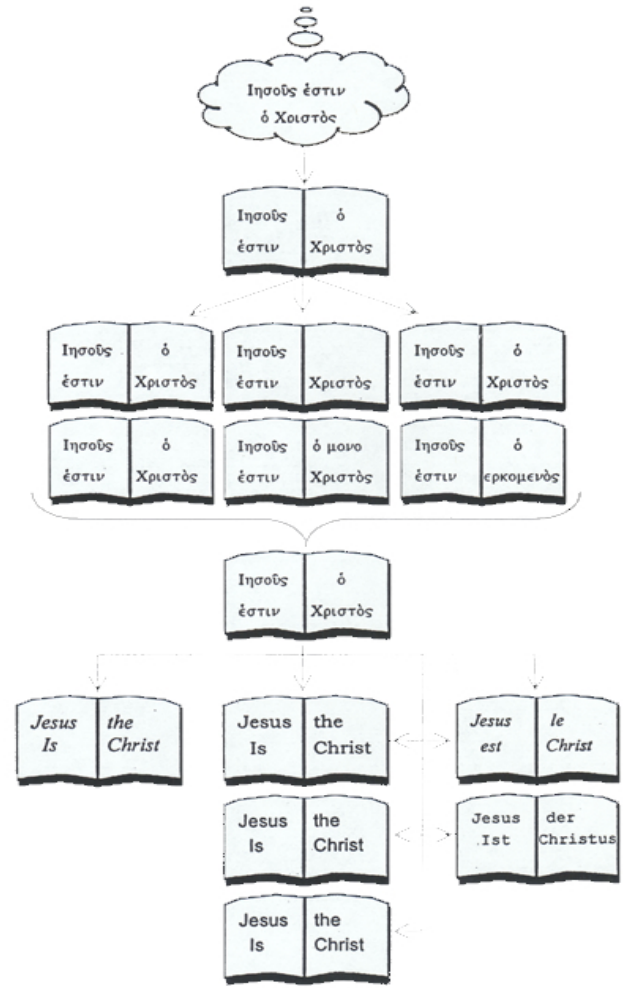 Ιησοῦς ἐστιν
ὁ Χριστὸς
Ιησοῦς
ἐστιν
ὁ
Χριστὸς
Ιησοῦς
ἐστιν
ὁ
Χριστὸς
Ιησοῦς
ἐστιν
Χριστὸς
Ιησοῦς
ἐστιν
ὁ
Χριστὸς
Ιησοῦς
ἐστιν
ὁ
Χριστὸς
Ιησοῦς
ἐστιν
ὁ μονο
Χριστὸς
Ιησοῦς
ἐστιν
ὁ
ερκομενὸς
Ιησοῦς
ἐστιν
ὁ
Χριστὸς
Jesus
Is
the
Christ
Jesus
Is
the
Christ
Jesus
est
le
Christ
Jesus
Is
the
Christ
Jesus
Ist
der
Christus
Jesus
Is
the
Christ